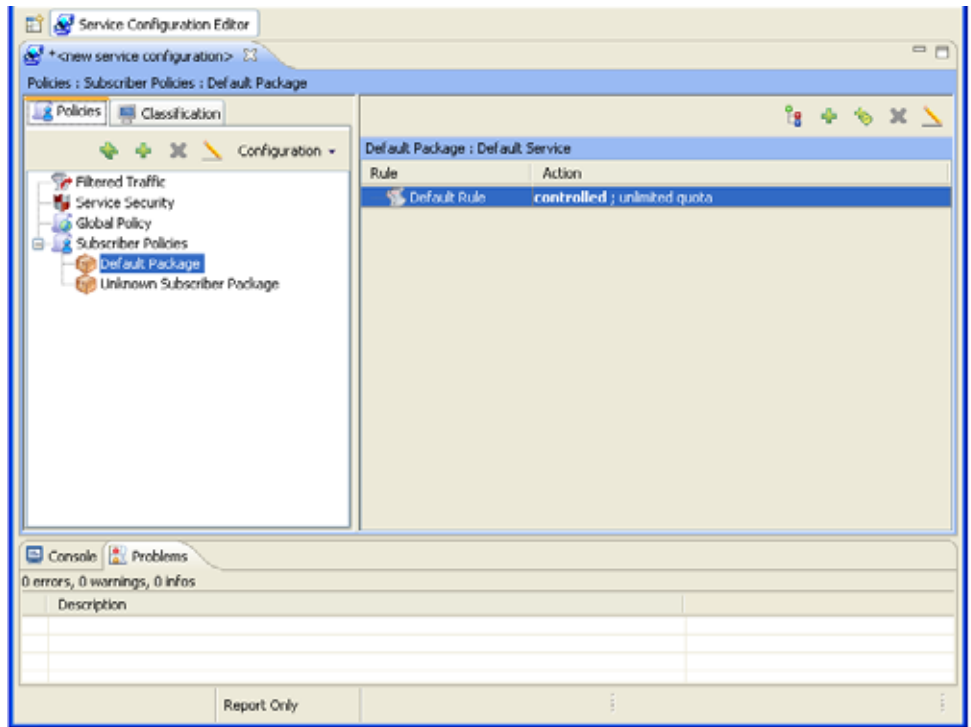 Service Configuration Editor
*<new service configuration>
Policies : Subscriber Policies : Default Package
Policies
Classification
Configuration
Filtered Traffic
Service Security
Global Policy
Subscriber Policies
Default Package
Unknown Subscriber Package
Default Package : Default Service
Rule Action
Default Rule controlled ; unlimited quota
Console Problems
0 errors, 0 warnings, 0 infos
Description
Report Only